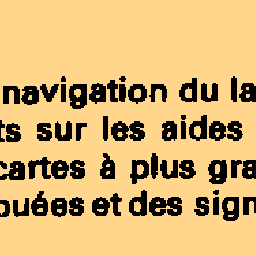 navigation du la
ts sur les aides
cartes à plus gra
ouées et des sign